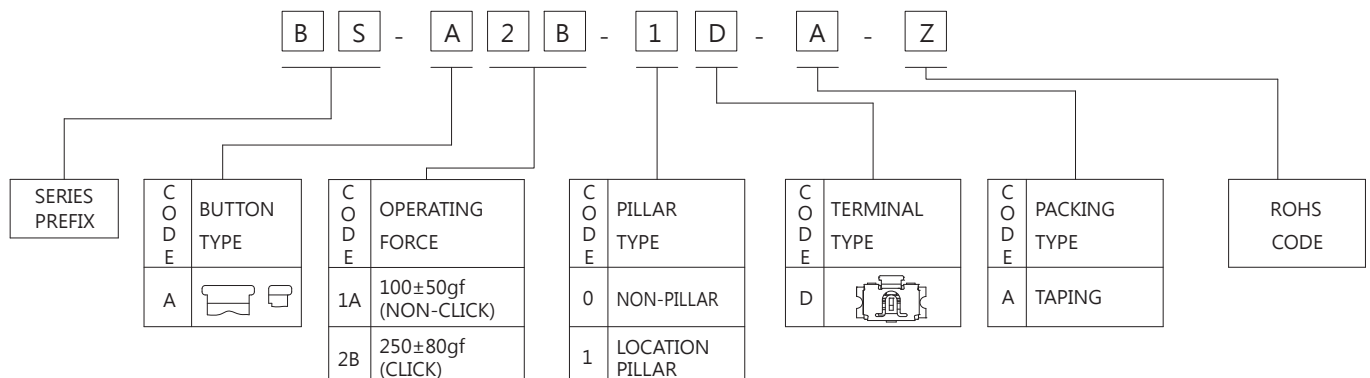 B S - A 2 B - 1 D - A - Z
SERIES
PREFIX
CODE
BUTTON
TYPE
A
CODE
OPERATING
FORCE
1A
100±50gf
(NON-CLICK)
2B
250±80gf
(CLICK)
CODE
PILLAR
TYPE
0
NON-PILLAR
1
LOCATION
PILLAR
CODE
TERMINAL
TYPE
D
CODE
PACKING
TYPE
A
TAPING
ROHS
CODE